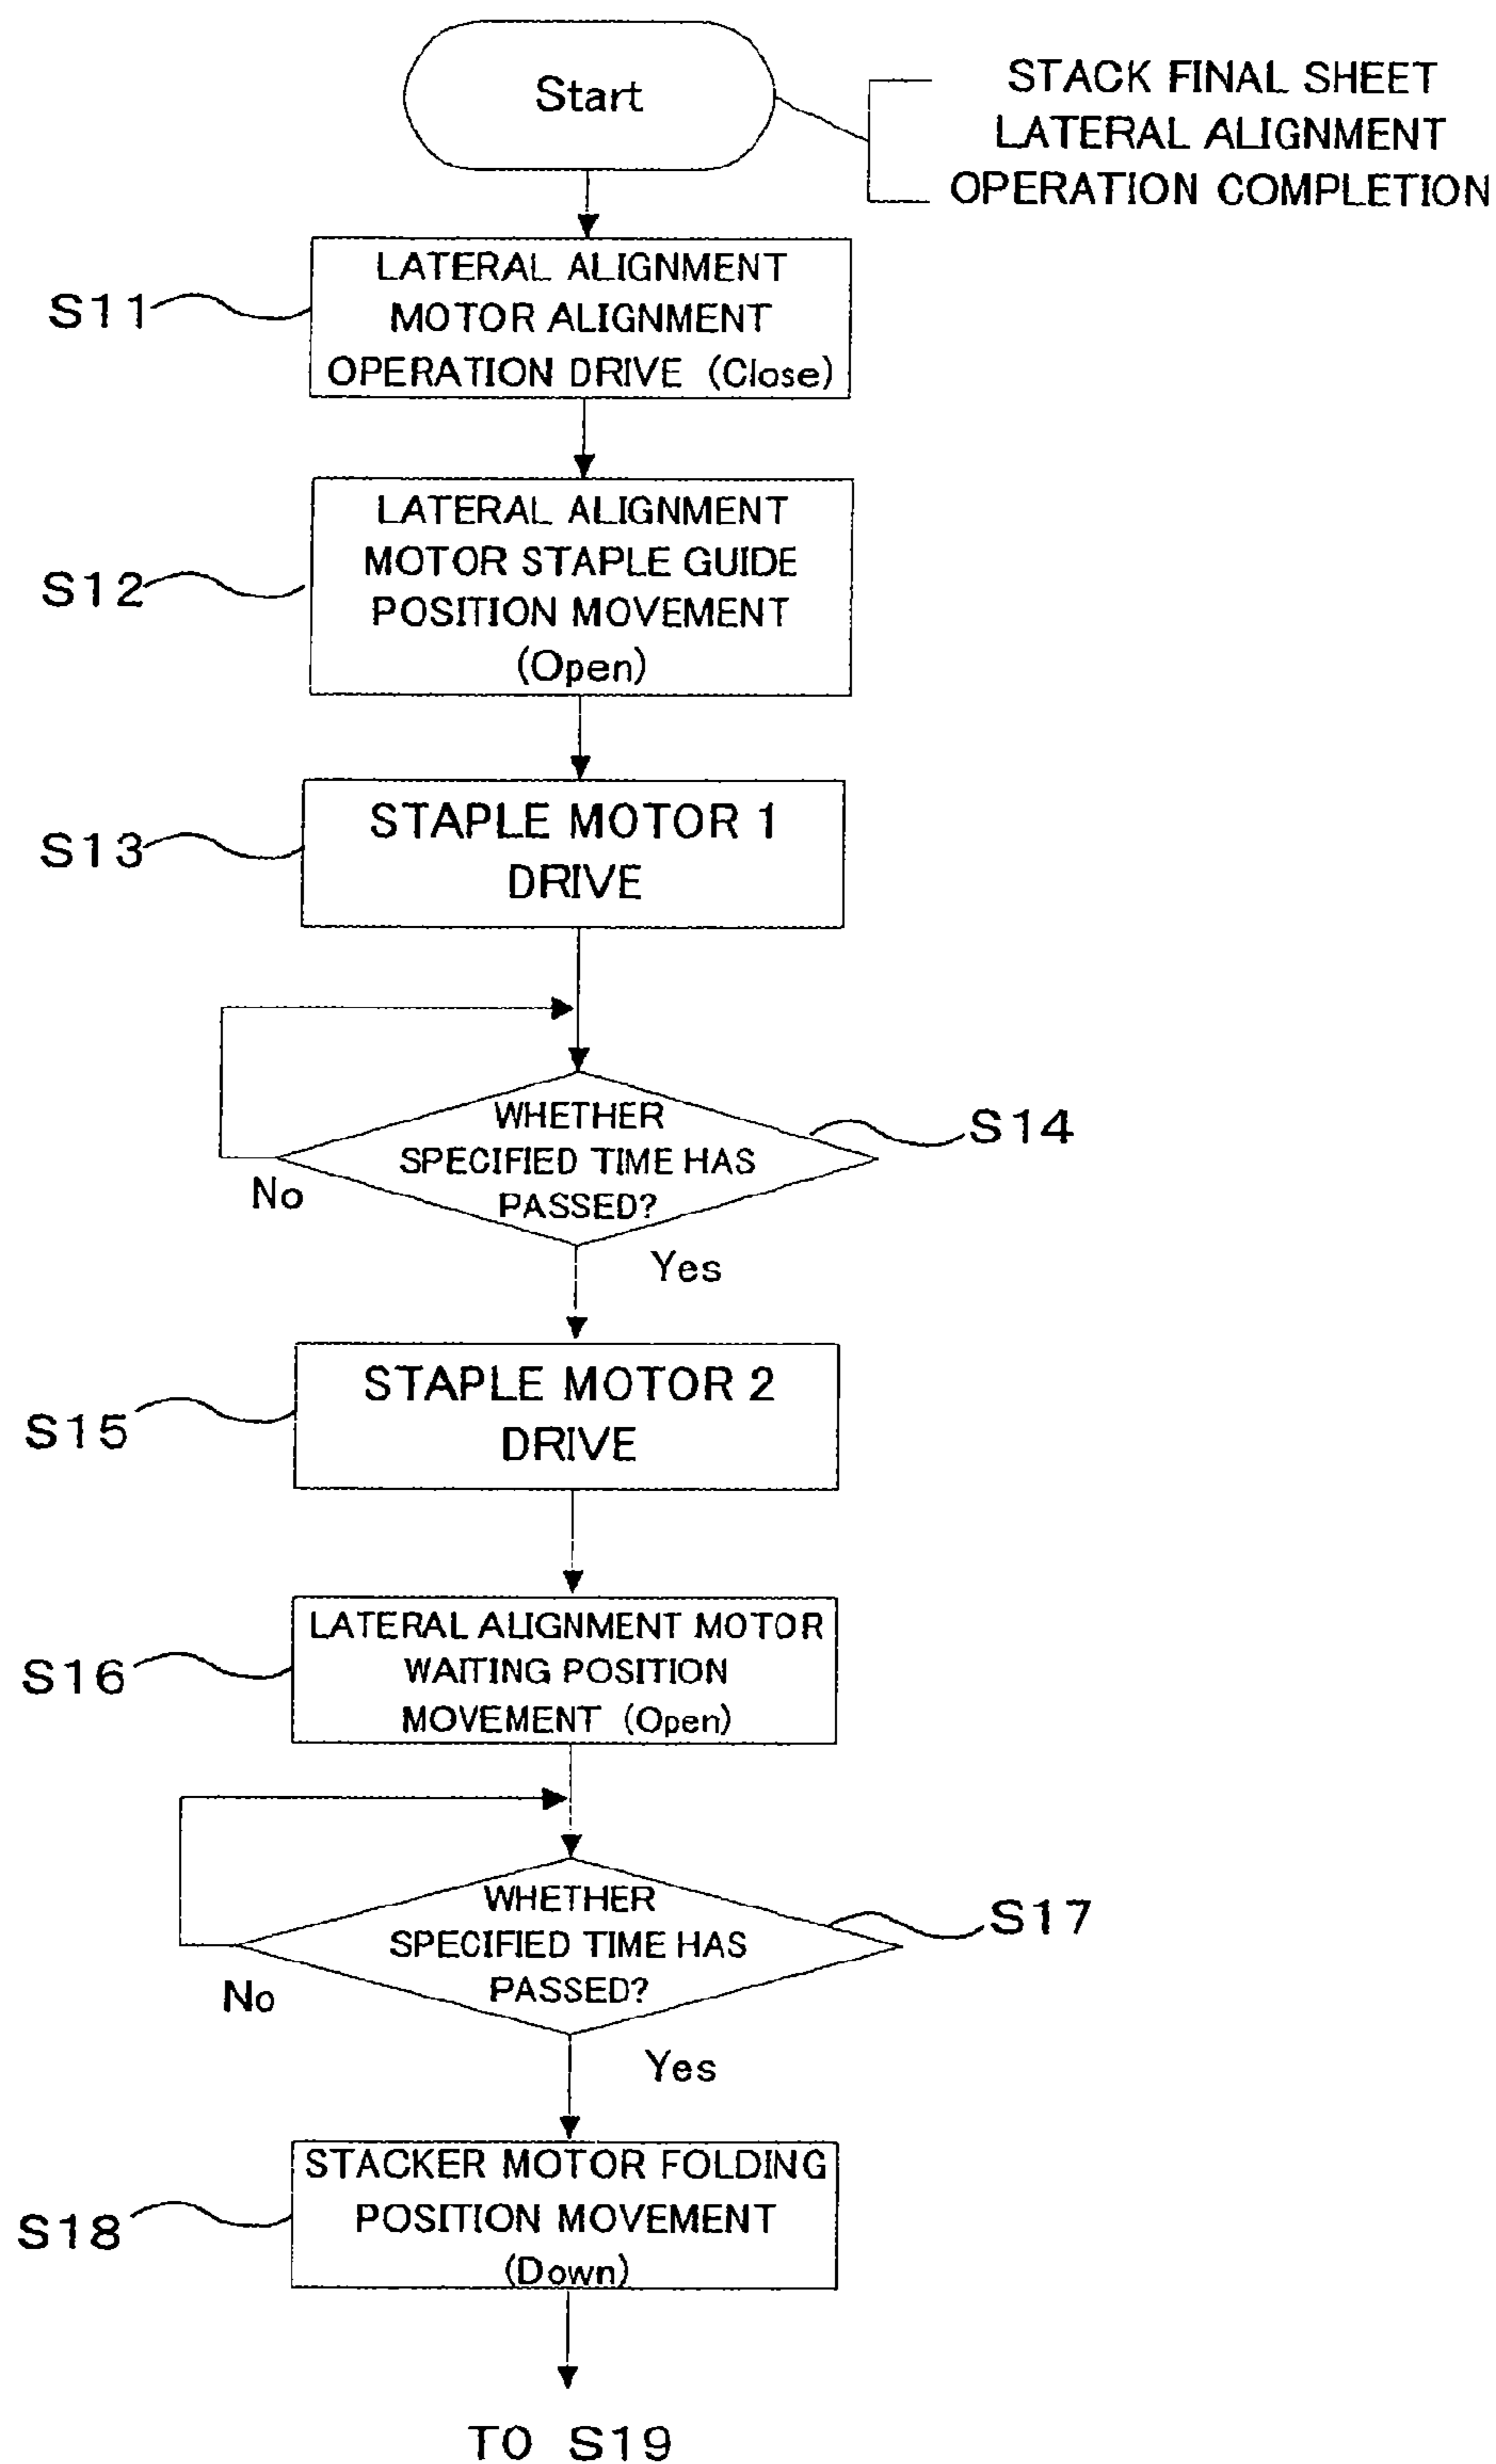 Start
STACK FINAL SHEET
LATERAL ALIGNMENT
OPERATION COMPLETION
S11
LATERAL ALIGNMENT
MOTOR ALIGNMENT
OPERATION DRIVE (Close)
S12
LATERAL ALIGNMENT
MOTOR STAPLE GUIDE
POSITION MOVEMENT
(Open)
S13
STAPLE MOTOR 1
DRIVE
S14
WHETHER
SPECIFIED TIME HAS
PASSED?
No
Yes
S15
STAPLE MOTOR 2
DRIVE
S16
LATERAL ALIGNMENT MOTOR
WAITING POSITION
MOVEMENT (Open)
S17
WHETHER
SPECIFIED TIME HAS
PASSED?
No
Yes
S18
STACKER MOTOR FOLDING
POSITION MOVEMENT
(Down)
TO S19